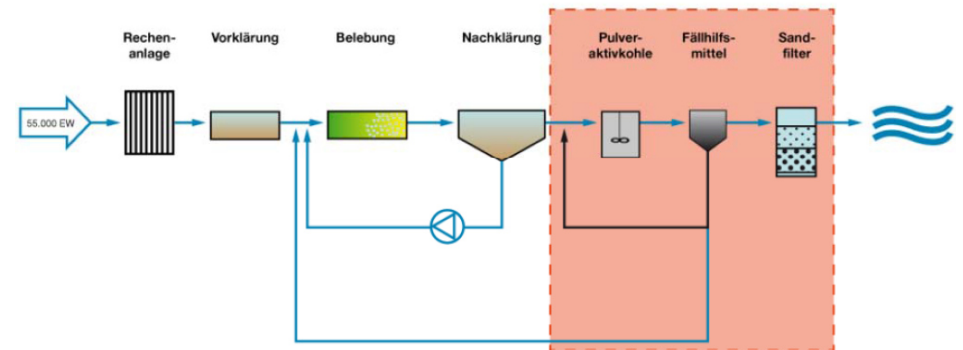 Rechen-
anlage
Vorklärung
Belebung
Nachklärung
Pulver-
aktivkohle
Fällhilfs-
mittel
Sand-
filter
55.000 EW